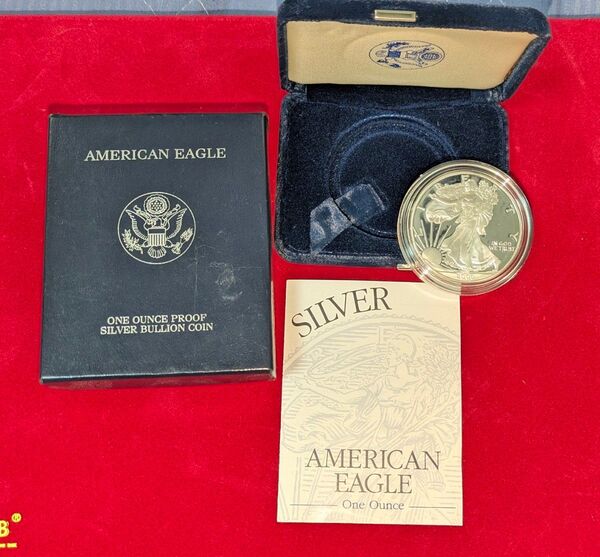 AMERICAN EAGLE
ONE OUNCE PROOF
SILVER BULLION COIN
LIBERTY
IN GOD
WE TRUST
SILVER
AMERICAN
EAGLE
One Ounce
B®